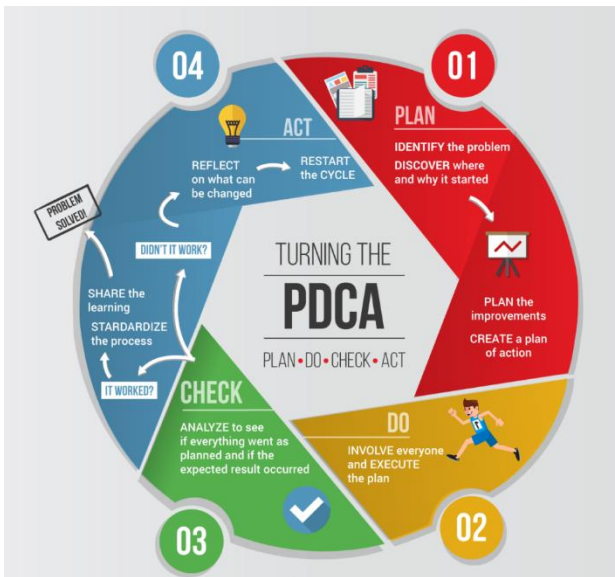 01
PLAN
IDENTIFY the problem
DISCOVER where
and why it started
PLAN the
improvements
CREATE a plan
of action
02
DO
INVOLVE everyone
and EXECUTE
the plan
03
CHECK
ANALYZE to see
if everything went as
planned and if the
expected result occurred
04
ACT
IT WORKED?
STARDARDIZE
the process
SHARE the
learning
PROBLEM
SOLVED!
DIDN'T IT WORK?
REFLECT
on what can
be changed
RESTART
the CYCLE
TURNING THE
PDCA
PLAN•DO•CHECK•ACT